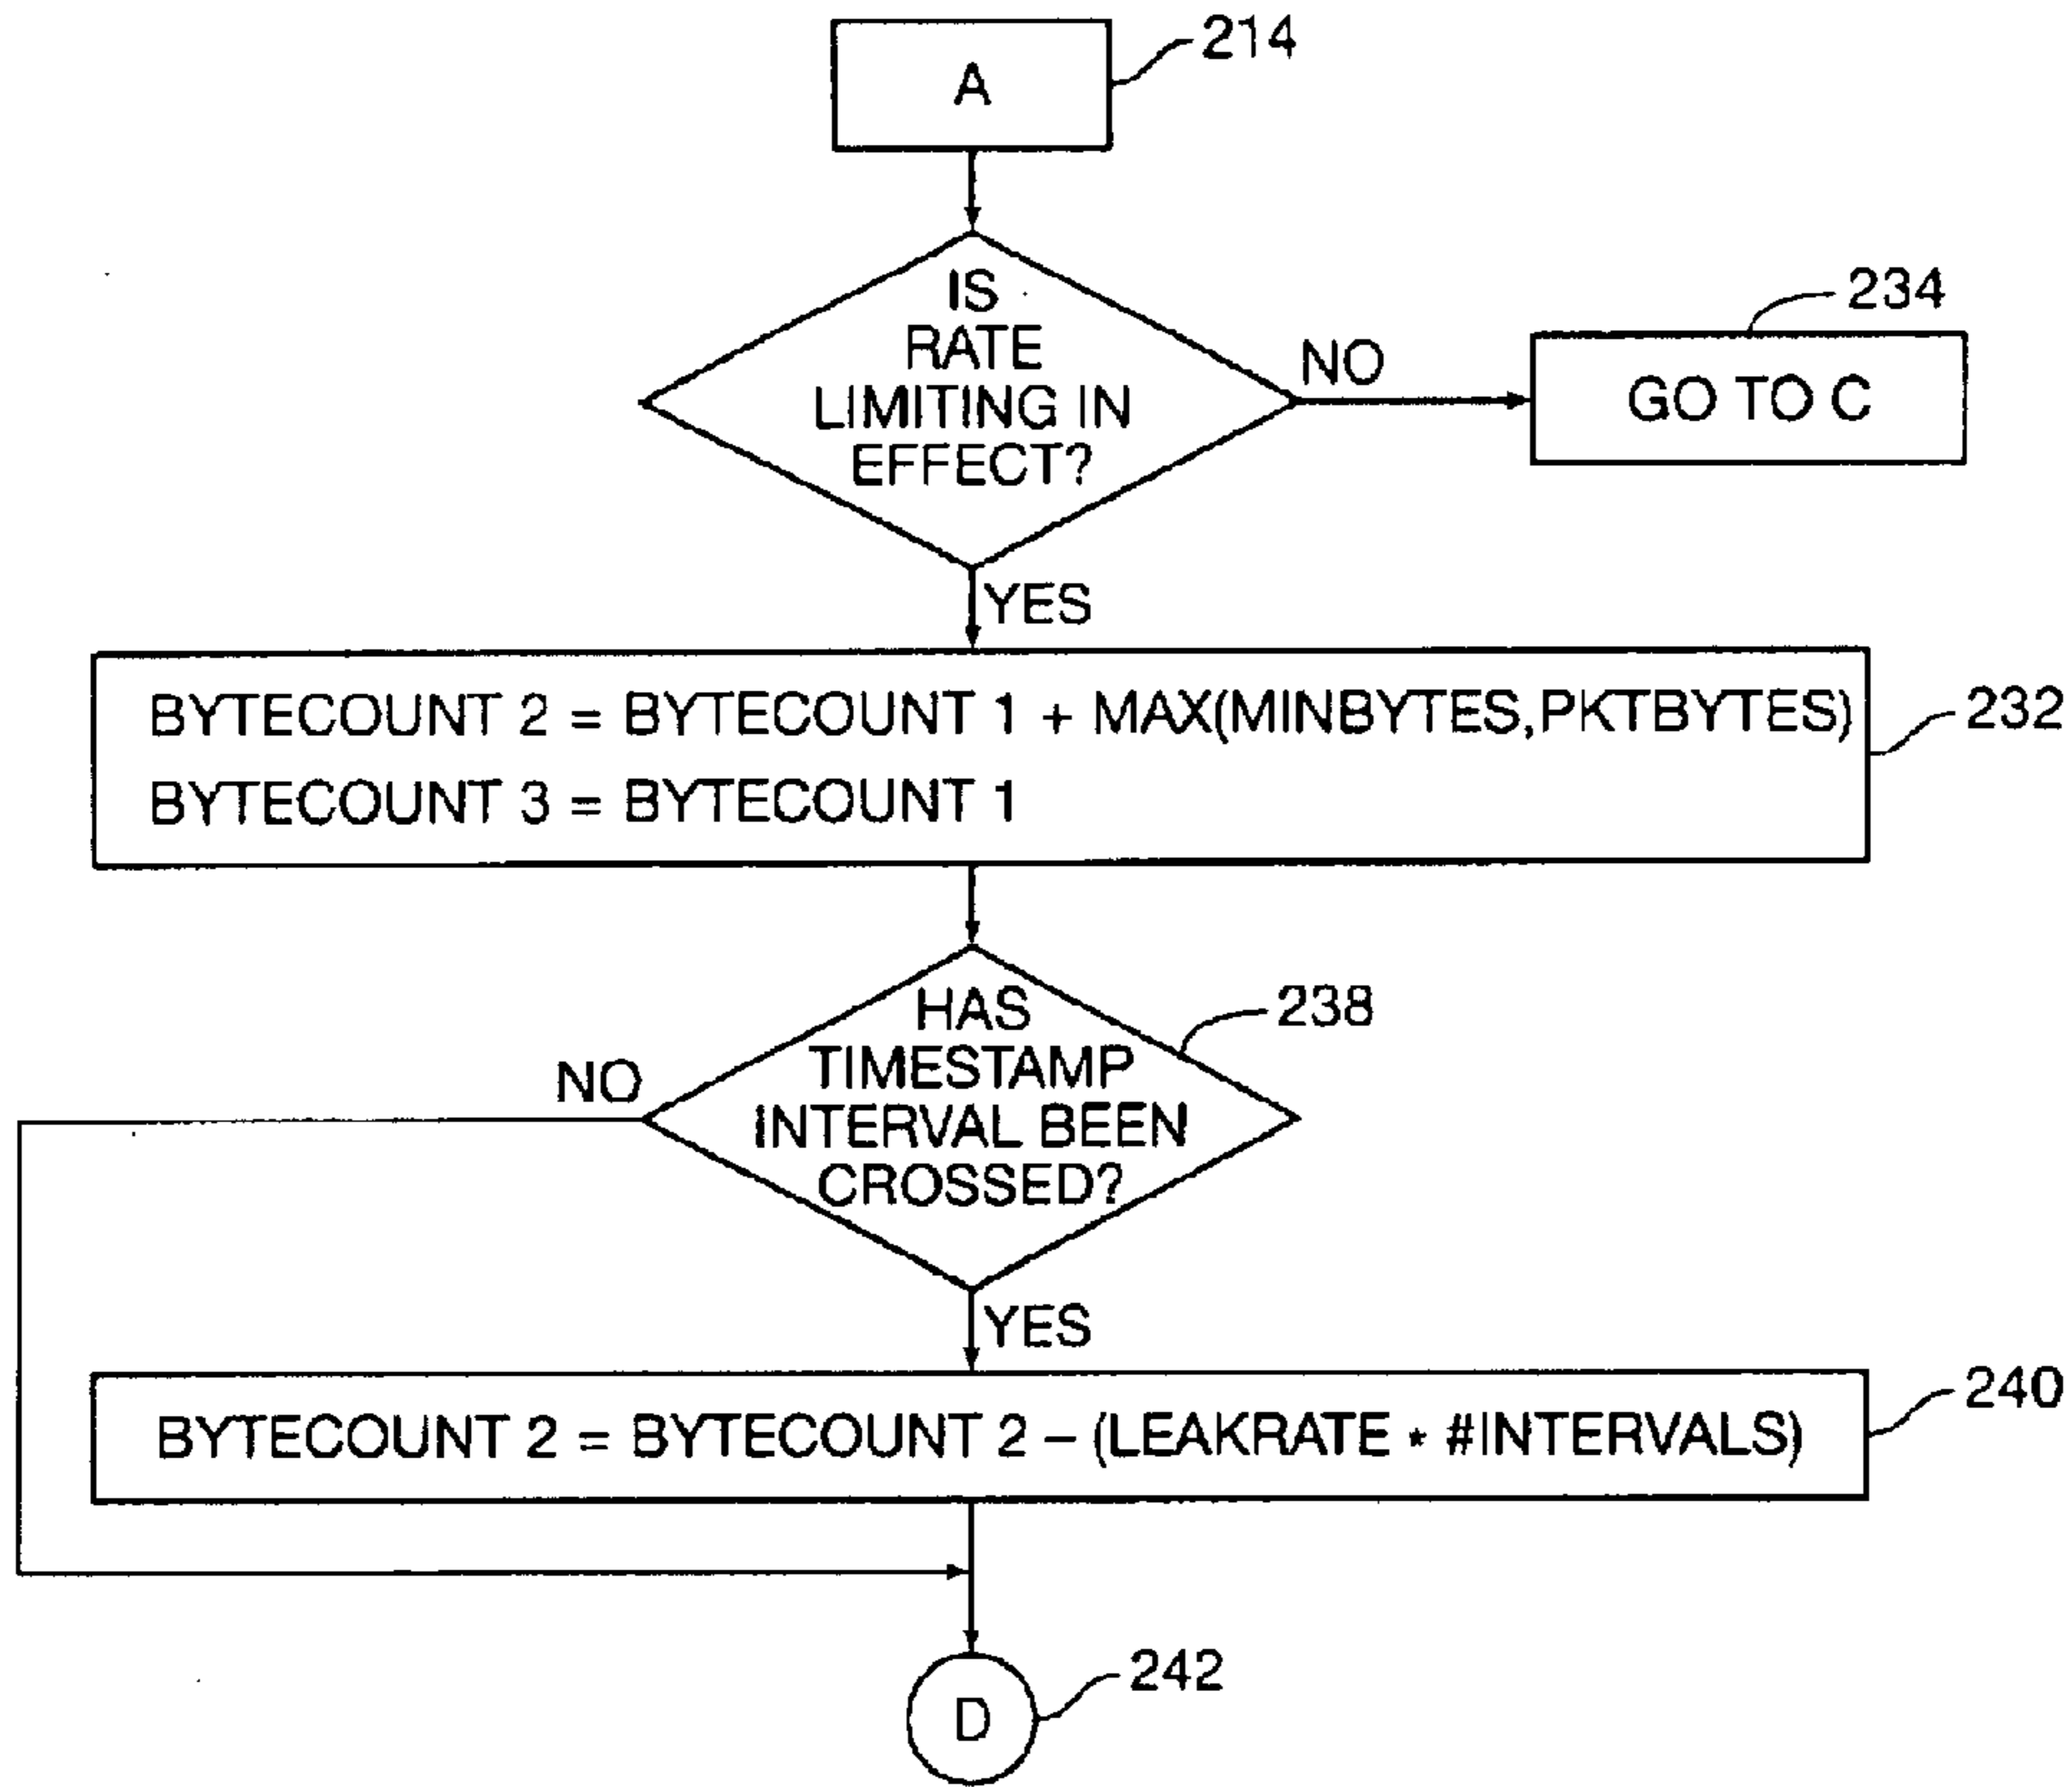 A
214
IS
RATE
LIMITING IN
EFFECT?
NO
234
GO TO C
YES
BYTECOUNT 2 = BYTECOUNT 1 + MAX(MINBYTES,PKTBYTES)
BYTECOUNT 3 = BYTECOUNT 1
232
HAS
TIMESTAMP
INTERVAL BEEN
CROSSED?
238
NO
YES
BYTECOUNT 2 = BYTECOUNT 2 – (LEAKRATE * #INTERVALS)
240
D
242